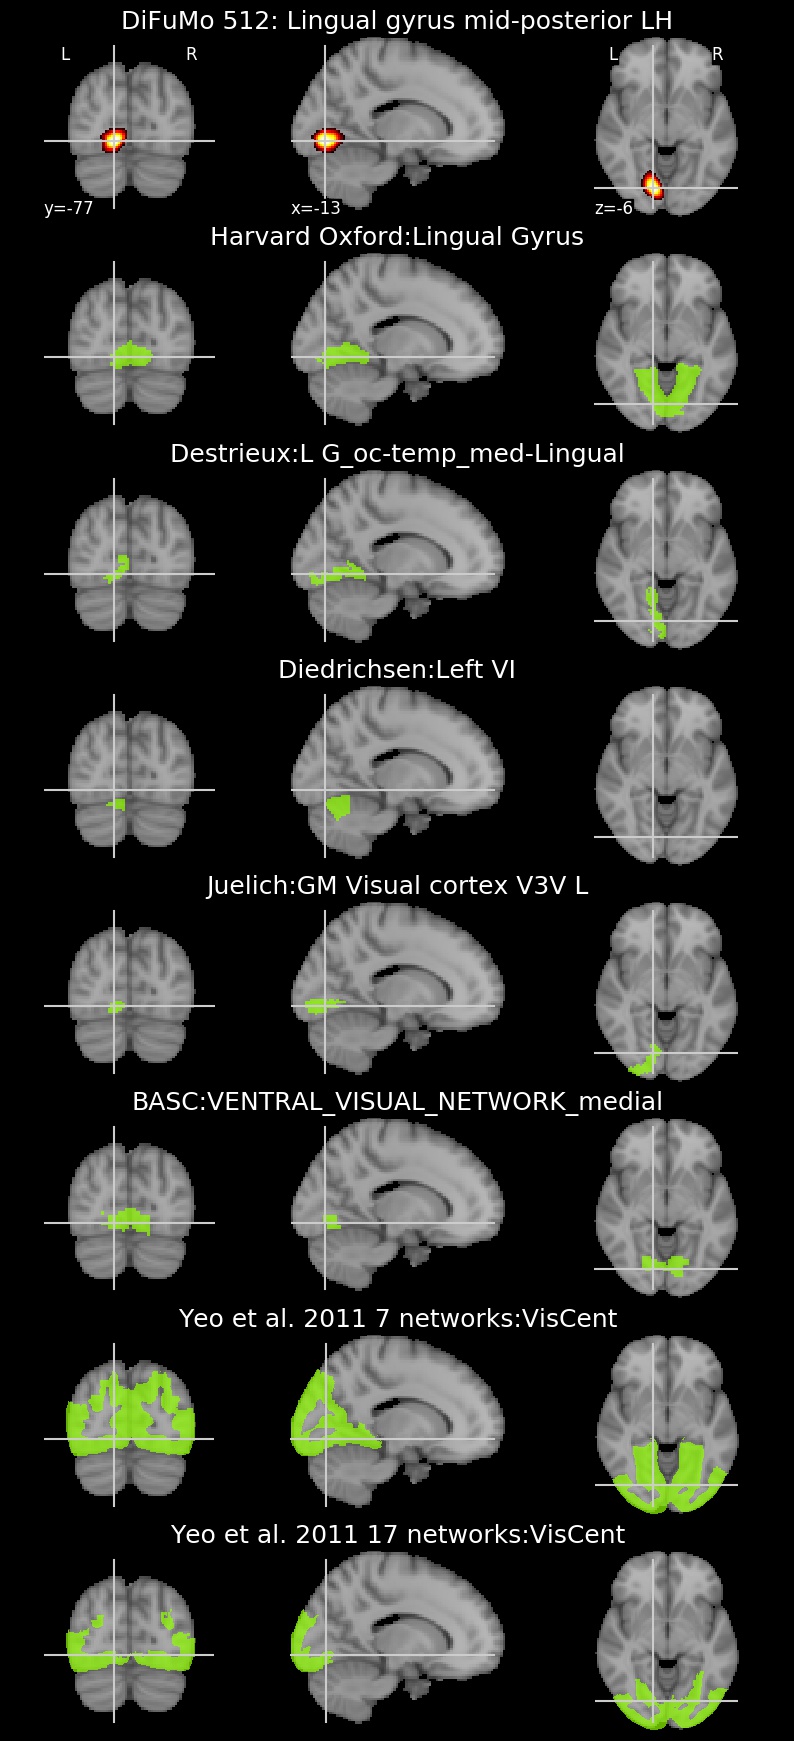 DiFuMo 512: Lingual gyrus mid-posterior LH
L R L R
y=-77 x=-13 z=-6
Harvard Oxford:Lingual Gyrus
Destrieux:L G_oc-temp_med-Lingual
Diedrichsen:Left VI
Juelich:GM Visual cortex V3V L
BASC:VENTRAL_VISUAL_NETWORK_medial
Yeo et al. 2011 7 networks:VisCent
Yeo et al. 2011 17 networks:VisCent